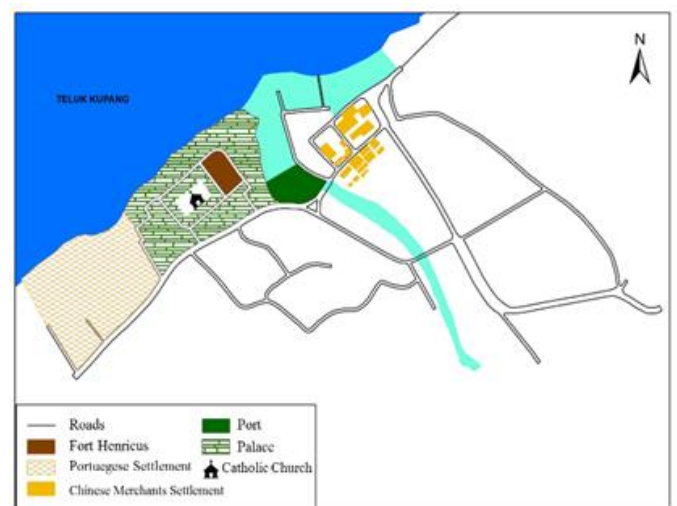 N
TELUK KUPANG
Roads
Port
Fort Henricus
Palace
Portuegese Settlement
Catholic Church
Chinese Merchants Settlement